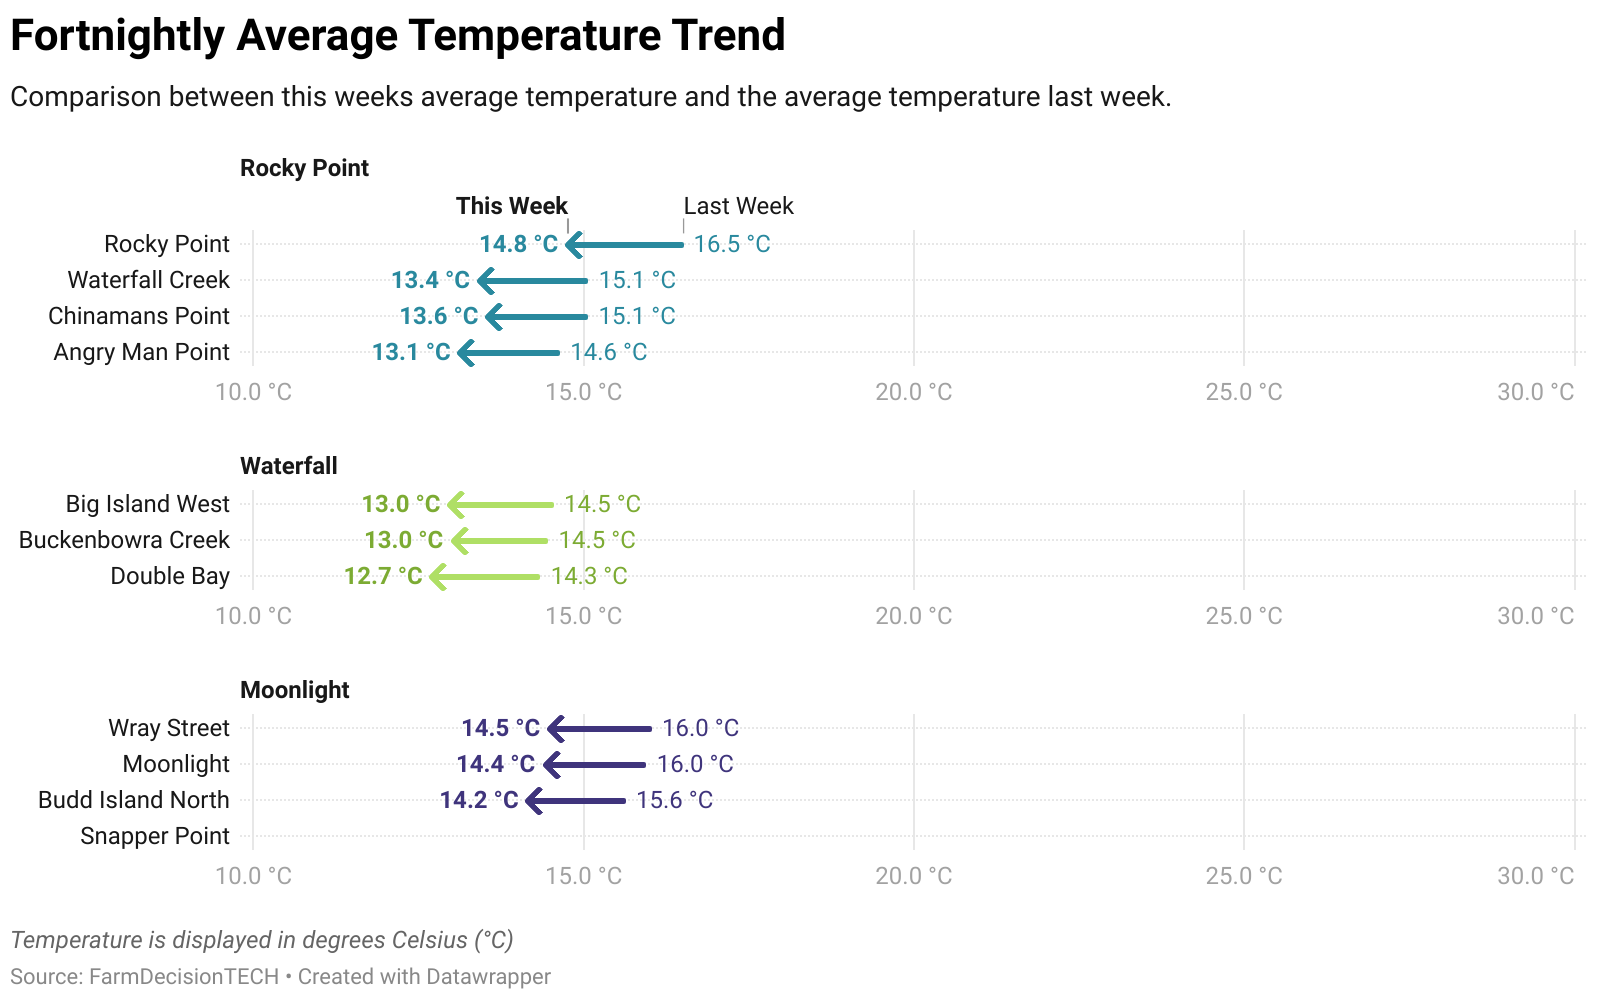 Fortnightly Average Temperature Trend
Comparison between this weeks average temperature and the average temperature last week.
Rocky Point
This Week Last Week
Rocky Point 14.8 °C 16.5 °C
Waterfall Creek 13.4 °C 15.1 °C
Chinamans Point 13.6 °C 15.1 °C
Angry Man Point 13.1 °C 14.6 °C
10.0 °C 15.0 °C 20.0 °C 25.0 °C 30.0 °C
Waterfall
Big Island West 13.0 °C 14.5 °C
Buckenbowra Creek 13.0 °C 14.5 °C
Double Bay 12.7 °C 14.3 °C
10.0 °C 15.0 °C 20.0 °C 25.0 °C 30.0 °C
Moonlight
Wray Street 14.5 °C 16.0 °C
Moonlight 14.4 °C 16.0 °C
Budd Island North 14.2 °C 15.6 °C
Snapper Point
10.0 °C 15.0 °C 20.0 °C 25.0 °C 30.0 °C
Temperature is displayed in degrees Celsius (°C)
Source: FarmDecisionTECH • Created with Datawrapper